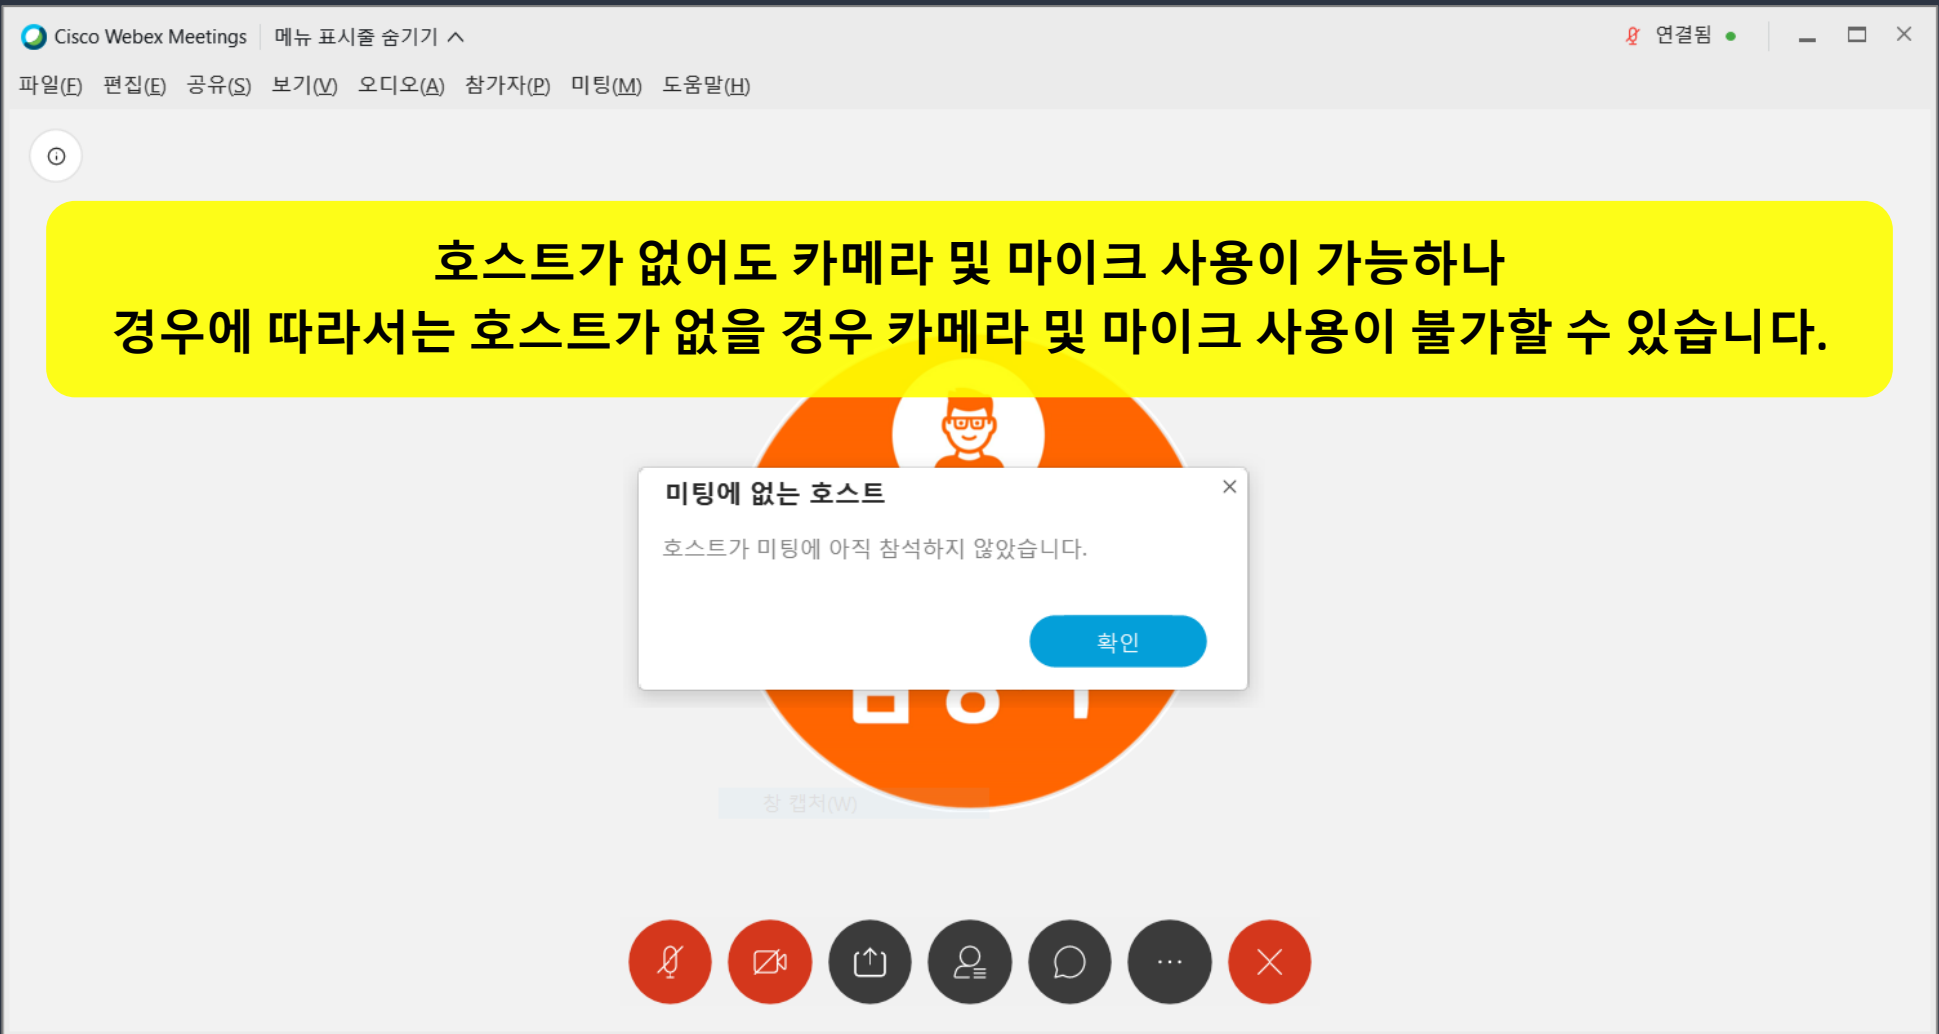 Cisco Webex Meetings 메뉴 표시줄 숨기기 연결됨
파일(F) 편집(E) 공유(S) 보기(V) 오디오(A) 참가자(P) 미팅(M) 도움말(H)
호스트가 없어도 카메라 및 마이크 사용이 가능하나
경우에 따라서는 호스트가 없을 경우 카메라 및 마이크 사용이 불가할 수 있습니다.
미팅에 없는 호스트
호스트가 미팅에 아직 참석하지 않았습니다.
확인
창 캡처(W)